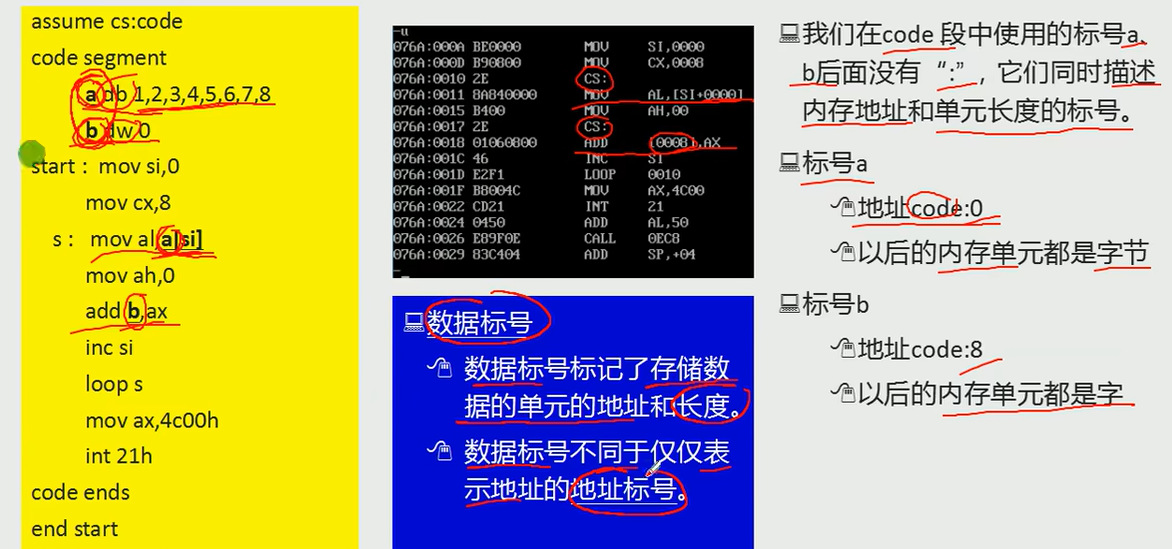 assume cs:code
code segment
a db 1,2,3,4,5,6,7,8
b dw 0
start : mov si,0
mov cx,8
s : mov al,a[si]
mov ah,0
add b,ax
inc si
loop s
mov ax,4c00h
int 21h
code ends
end start
-u
076A:000A BE0000 MOV SI,0000
076A:000D B90800 MOV CX,0008
076A:0010 2E CS:
076A:0011 8A840000 MOV AL,[SI+0000]
076A:0015 B400 MOV AH,00
076A:0017 2E CS:
076A:0018 01060800 ADD [0008],AX
076A:001C 46 INC SI
076A:001D E2F1 LOOP 0010
076A:001F B8004C MOV AX,4C00
076A:0022 CD21 INT 21
076A:0024 0450 ADD AL,50
076A:0026 E89F0E CALL 0EC8
076A:0029 83C404 ADD SP,+04
-
数据标号
数据标号标记了存储数
据的单元的地址和长度。
数据标号不同于仅仅表
示地址的地址标号。
我们在code 段中使用的标号a、
b后面没有“:”，它们同时描述
内存地址和单元长度的标号。
标号a
地址code:0
以后的内存单元都是字节
标号b
地址code:8
以后的内存单元都是字